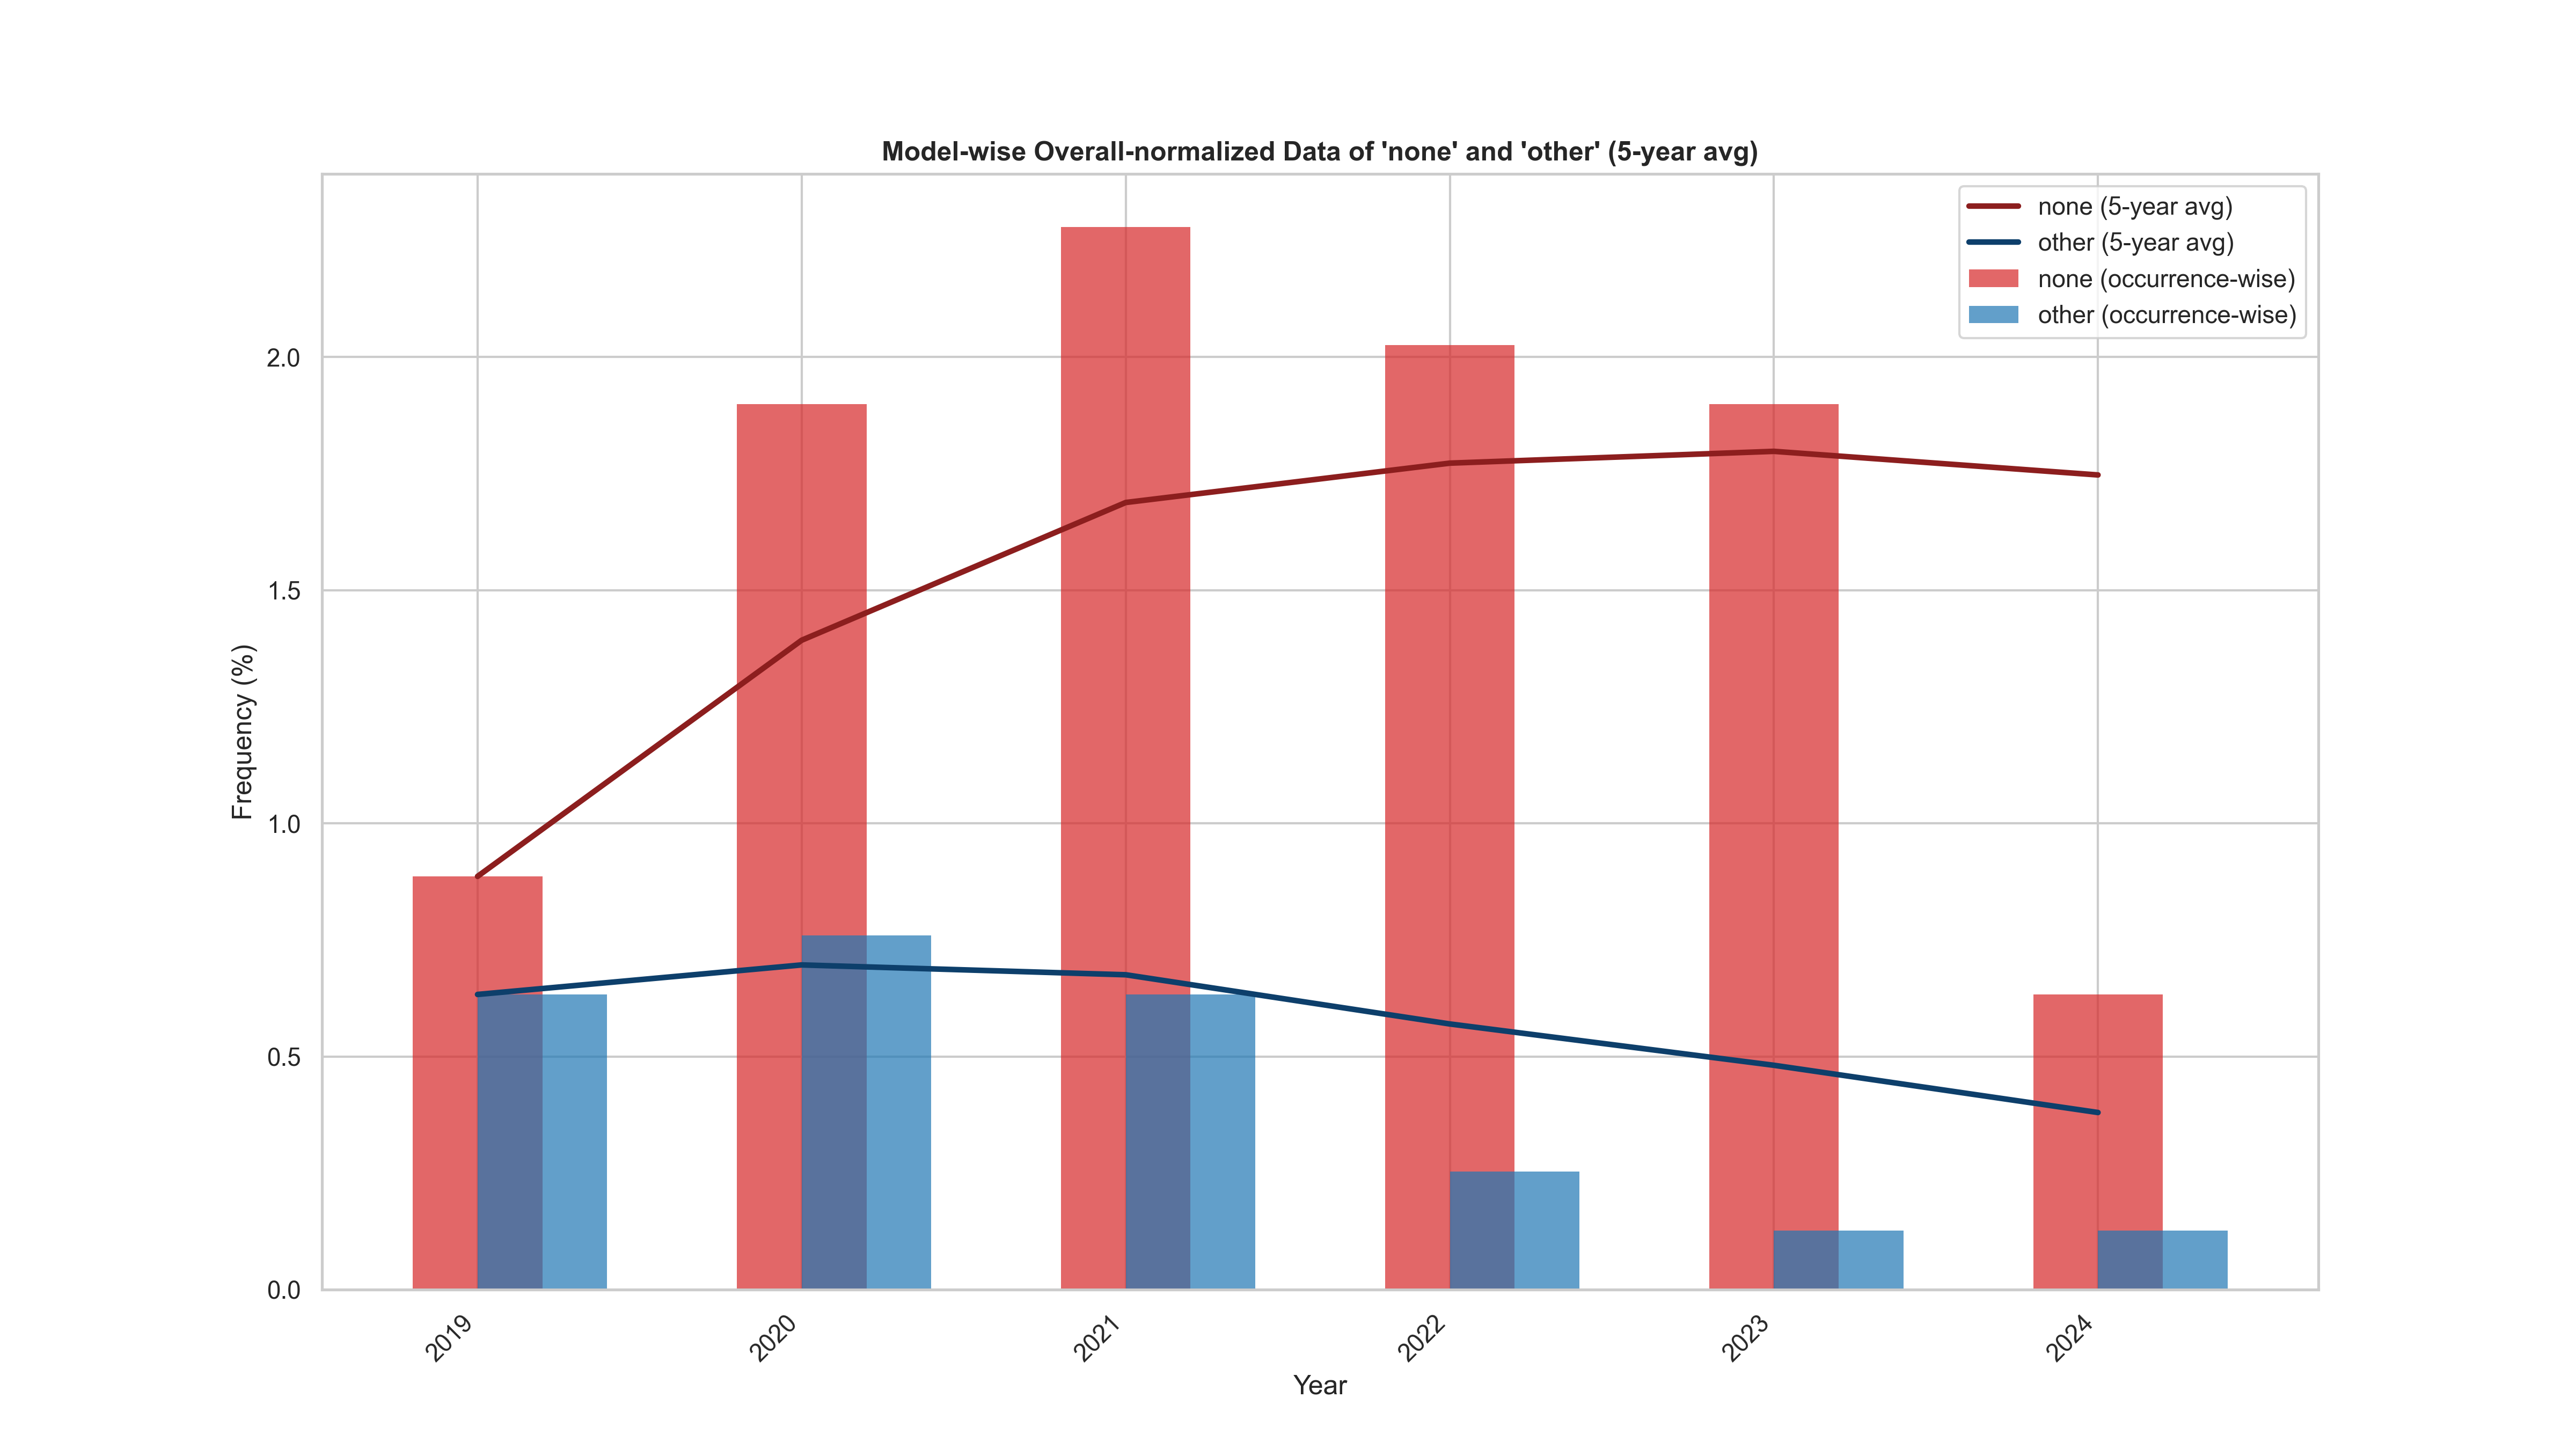 Model-wise Overall-normalized Data of 'none' and 'other' (5-year avg)
none (5-year avg)
other (5-year avg)
none (occurrence-wise)
other (occurrence-wise)
Frequency (%)
2.0
1.5
1.0
0.5
0.0
2019
2020
2021
2022
2023
2024
Year